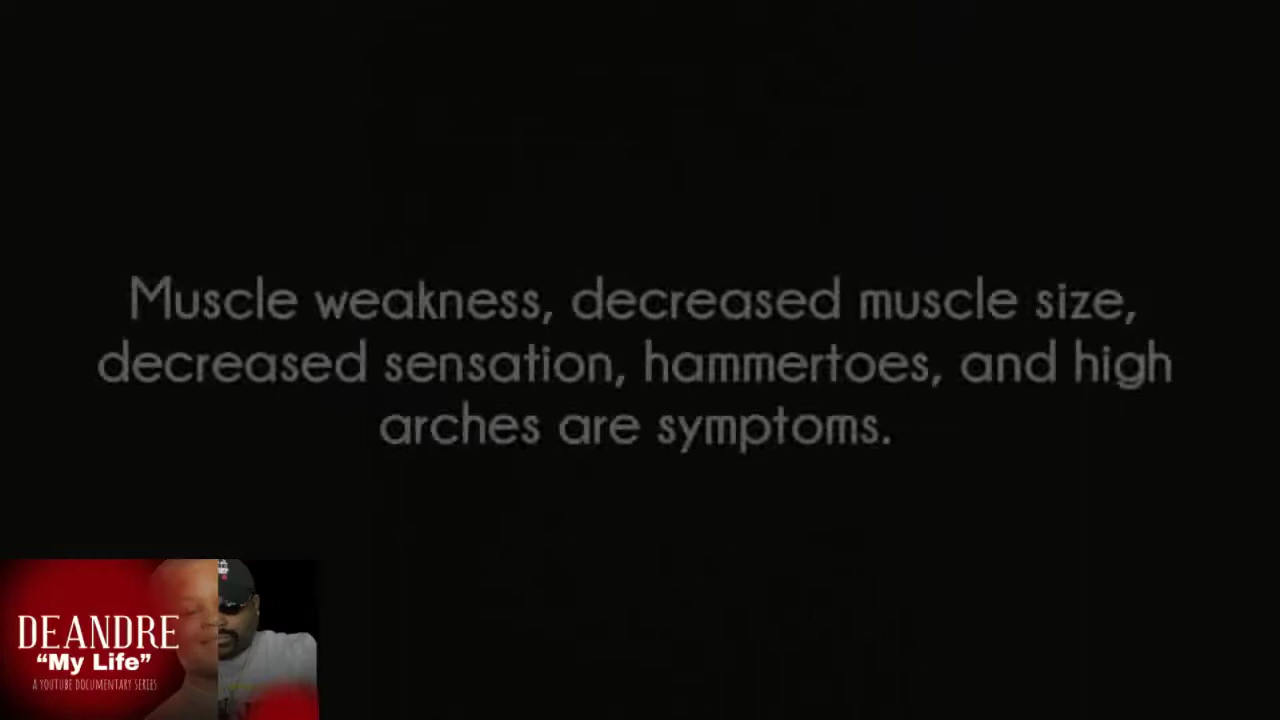 Muscle weakness, decreased muscle size,
decreased sensation, hammertoes, and high
arches are symptoms.
DEANDRE
“My Life”
A YOUTUBE DOCUMENTARY SERIES